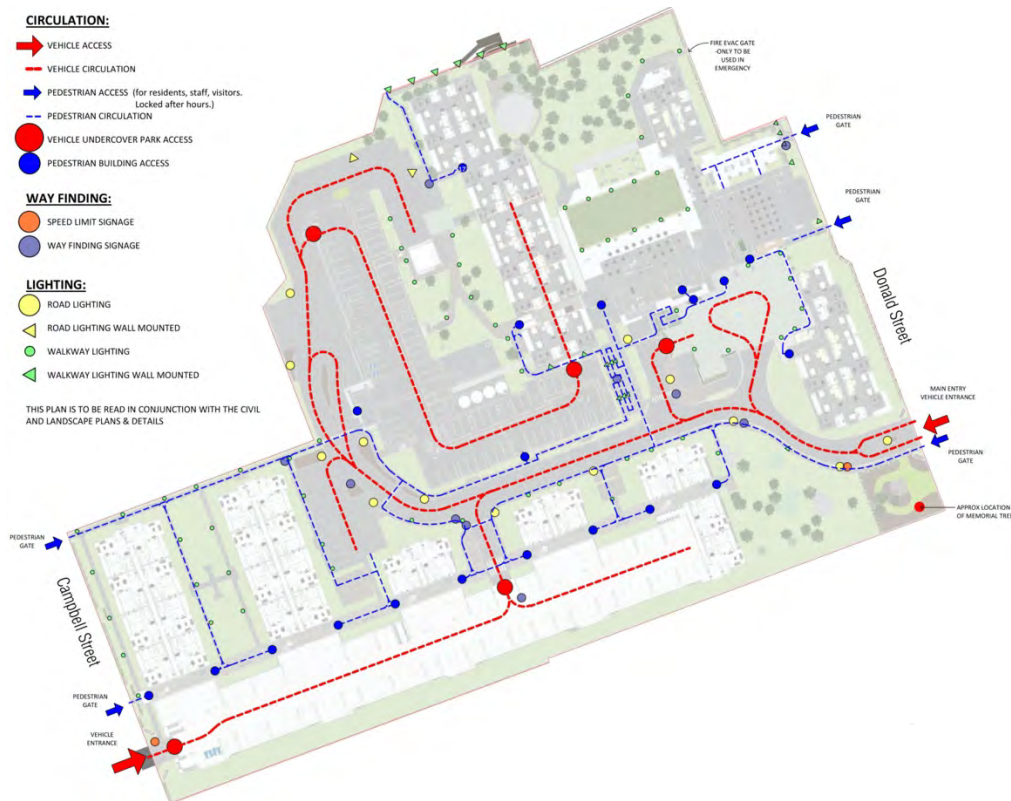 CIRCULATION:
VEHICLE ACCESS
VEHICLE CIRCULATION
PEDESTRIAN ACCESS (for residents, staff, visitors.
Locked after hours.)
PEDESTRIAN CIRCULATION
VEHICLE UNDERCOVER PARK ACCESS
PEDESTRIAN BUILDING ACCESS
WAY FINDING:
SPEED LIMIT SIGNAGE
WAY FINDING SIGNAGE
LIGHTING:
ROAD LIGHTING
ROAD LIGHTING WALL MOUNTED
WALKWAY LIGHTING
WALKWAY LIGHTING WALL MOUNTED
THIS PLAN IS TO BE READ IN CONJUNCTION WITH THE CIVIL
AND LANDSCAPE PLANS & DETAILS
FIRE EVAC GATE
-ONLY TO BE
USED IN
EMERGENCY
PEDESTRIAN
GATE
PEDESTRIAN
GATE
Donald Street
MAIN ENTRY
VEHICLE ENTRANCE
PEDESTRIAN
GATE
APPROX LOCATION
OF MEMORIAL TREE
PEDESTRIAN
GATE
Campbell Street
PEDESTRIAN
GATE
VEHICLE
ENTRANCE